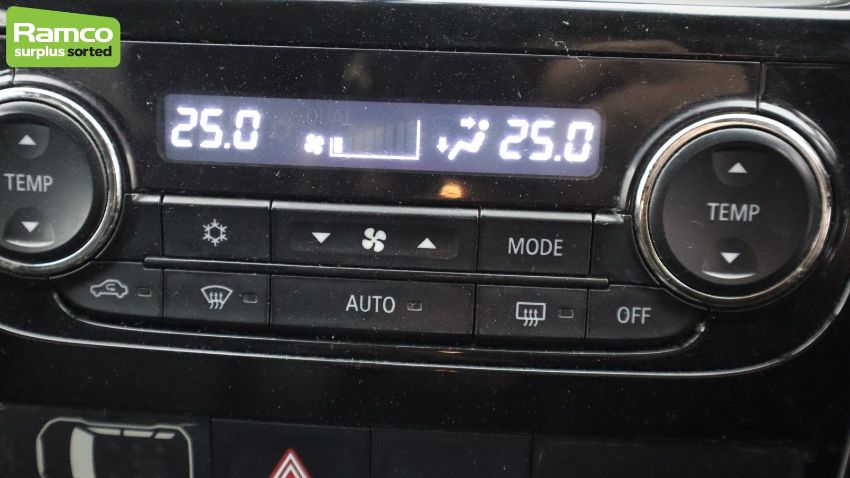 Ramco
surplus sorted
DUAL
25.0 25.0
TEMP
MODE
TEMP
AUTO
OFF